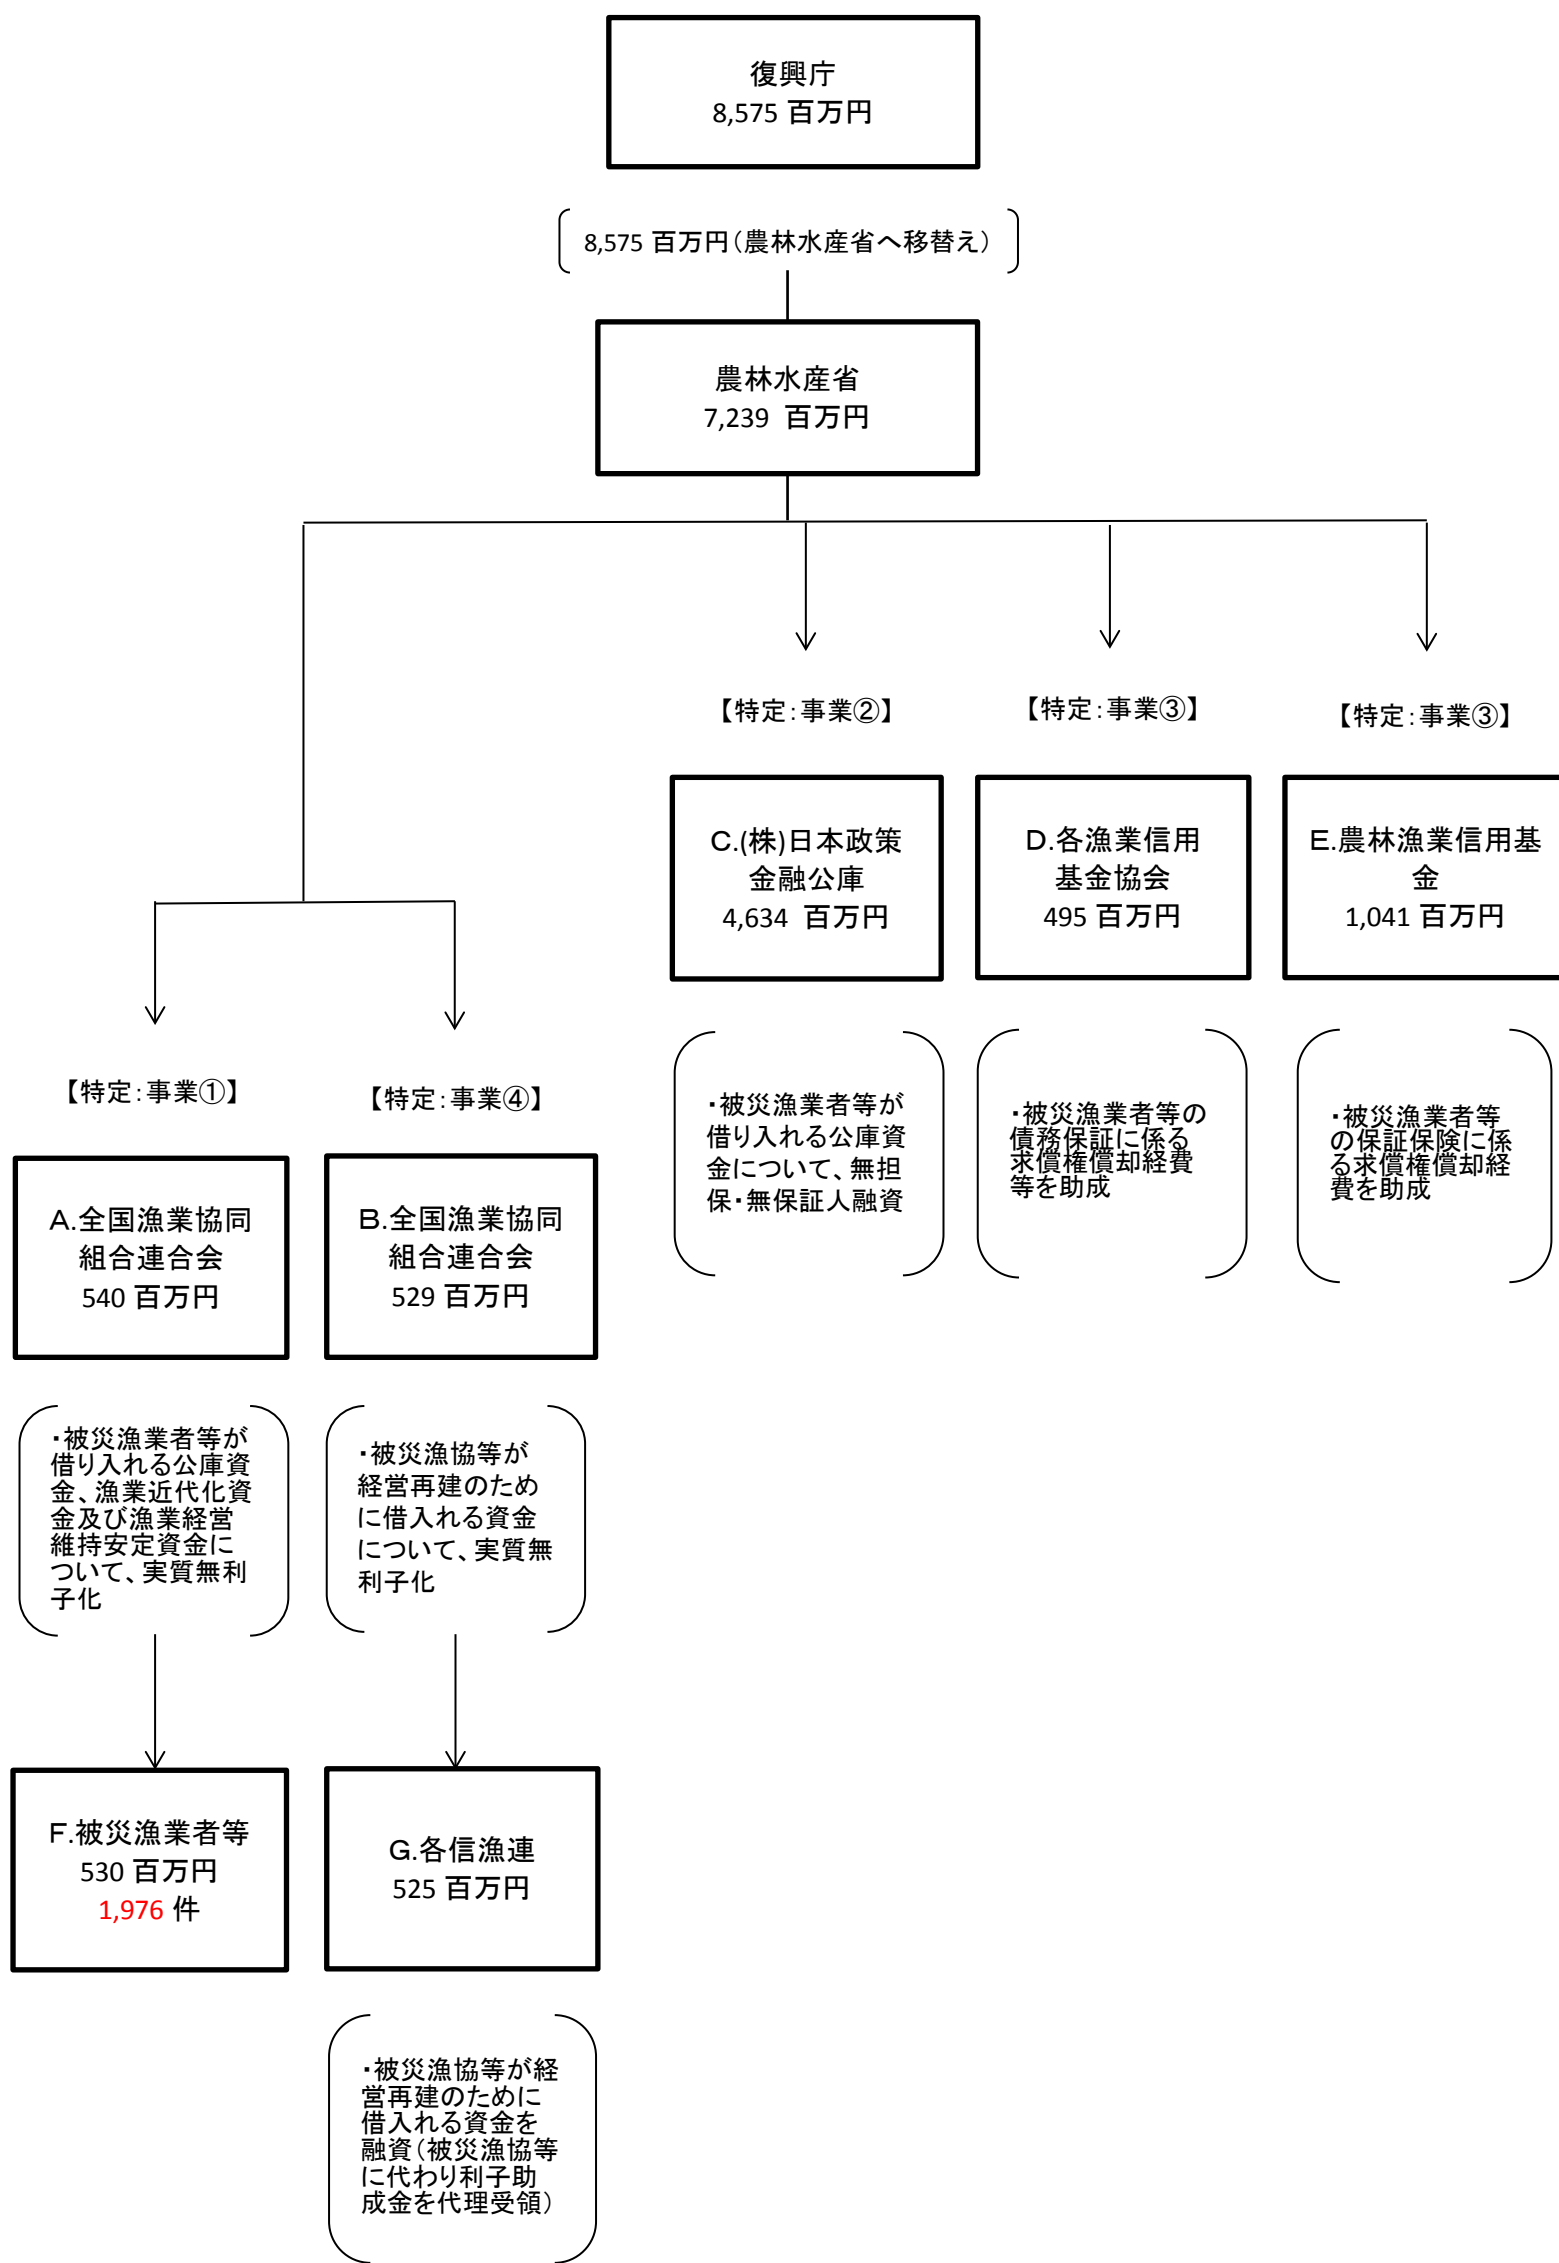 復興庁
8,575 百万円
8,575 百万円（農林水産省へ移替え）
農林水産省
7,239 百万円
【特定：事業②】
【特定：事業③】
【特定：事業③】
C.(株)日本政策
金融公庫
4,634 百万円
D.各漁業信用
基金協会
495 百万円
E.農林漁業信用基
金
1,041 百万円
・被災漁業者等が
借り入れる公庫資
金について、無担
保・無保証人融資
・被災漁業者等の
債務保証に係る
求償権償却経費
等を助成
・被災漁業者等
の保証保険に係
る求償権償却経
費を助成
【特定：事業①】
【特定：事業④】
A.全国漁業協同
組合連合会
540 百万円
B.全国漁業協同
組合連合会
529 百万円
・被災漁業者等が
借り入れる公庫資
金、漁業近代化資
金及び漁業経営
維持安定資金に
ついて、実質無利
子化
・被災漁協等が
経営再建のため
に借入れる資金
について、実質無
利子化
F.被災漁業者等
530 百万円
1,976 件
G.各信漁連
525 百万円
・被災漁協等が経
営再建のために
借入れる資金を
融資（被災漁協等
に代わり利子助
成金を代理受領）